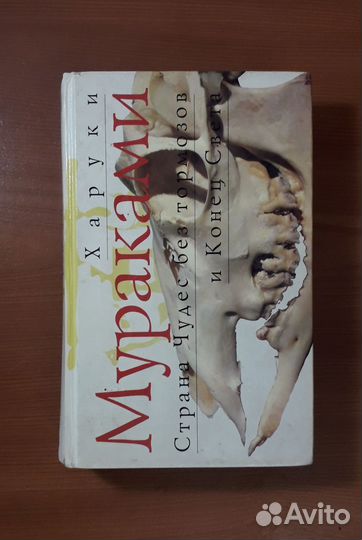 Харуки
Мураками
Страна Чудес без тормозов
и Конец Света
Avito